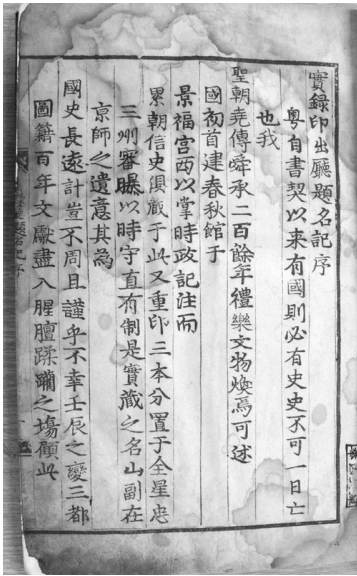 實錄印出廳題名記序
粤自書契以来有國則必有史史不可一日亡
也我
聖朝堯傳舜承二百餘年禮樂文物煥焉可述
國初首建春秋館于
景福宮西以掌時政記注而
累朝信史俱藏于此又重印三本分置于全星忠
三州審曝以時守直有制是實藏之名山副在
京師之遺意其為
國史長遠計豈不周且謹乎不幸壬辰之變三都
圖籍百年文獻盡入腥膻蹂躪之場顧此